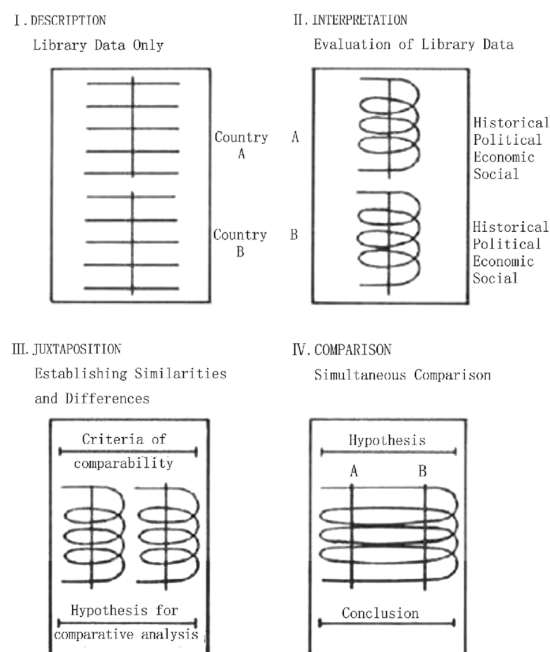 Ⅰ. DESCRIPTION
Library Data Only
Country
A
Country
B
Ⅱ. INTERPRETATION
Evaluation of Library Data
A
Historical
Political
Economic
Social
B
Historical
Political
Economic
Social
Ⅲ. JUXTAPOSITION
Establishing Similarities
and Differences
Criteria of
comparability
Hypothesis for
comparative analysis
Ⅳ. COMPARISON
Simultaneous Comparison
Hypothesis
A B
Conclusion